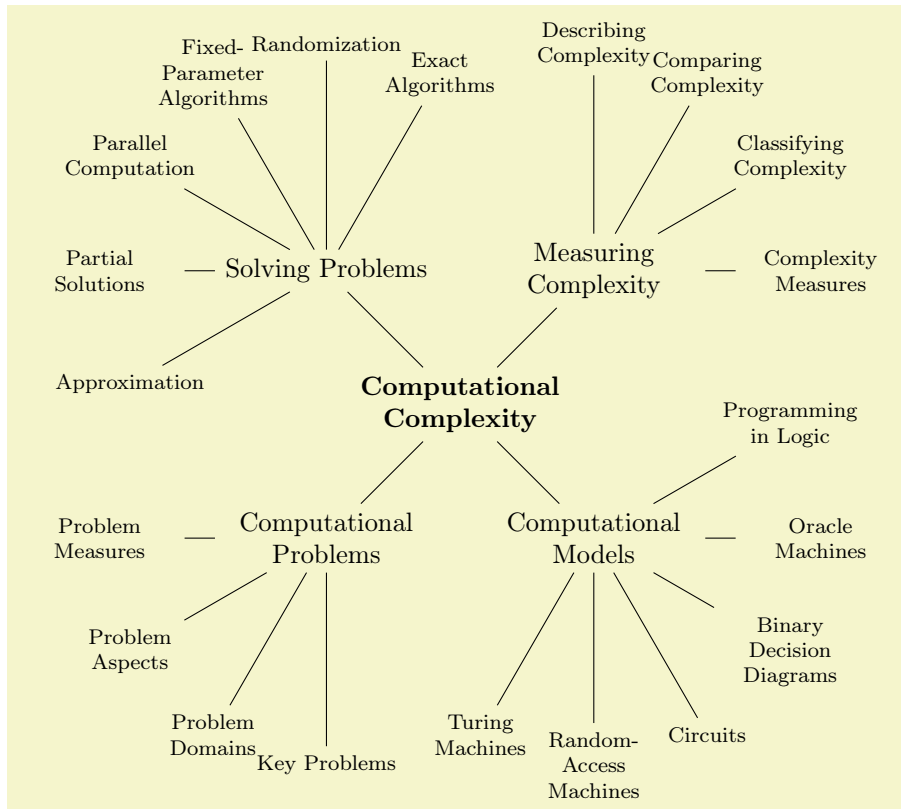 Computational
Complexity
Solving Problems
Exact
Algorithms
Randomization
Fixed-
Parameter
Algorithms
Parallel
Computation
Partial
Solutions
Approximation
Measuring
Complexity
Describing
Complexity
Comparing
Complexity
Classifying
Complexity
Complexity
Measures
Computational
Problems
Problem
Measures
Problem
Aspects
Problem
Domains
Key Problems
Computational
Models
Turing
Machines
Random-
Access
Machines
Circuits
Binary
Decision
Diagrams
Oracle
Machines
Programming
in Logic